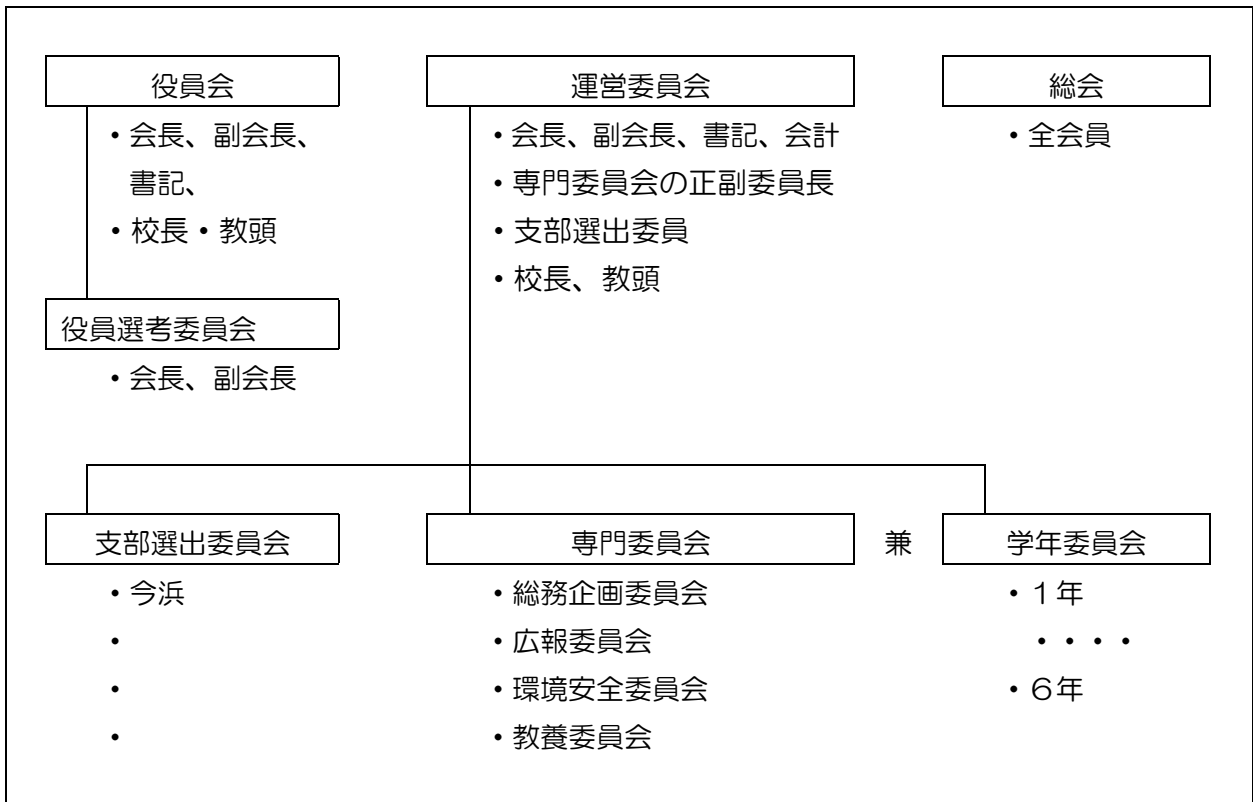 役員会
・会長、副会長、
書記、
・校長・教頭
役員選考委員会
・会長、副会長
運営委員会
・会長、副会長、書記、会計
・専門委員会の正副委員長
・支部選出委員
・校長、教頭
総会
・全会員
支部選出委員会
・今浜
・
・
・
専門委員会
・総務企画委員会
・広報委員会
・環境安全委員会
・教養委員会
兼
学年委員会
・１年
・・・・
・６年